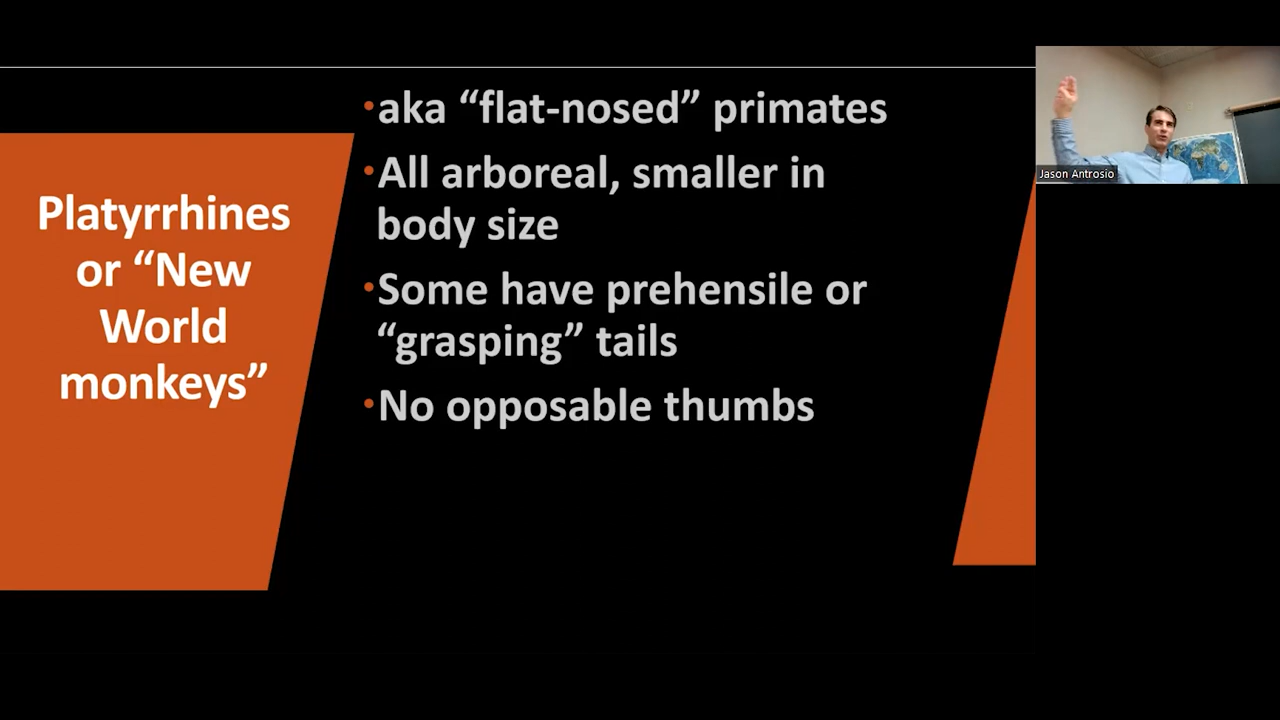 Platyrrhines
or “New
World
monkeys”
•aka “flat-nosed” primates
•All arboreal, smaller in
body size
•Some have prehensile or
“grasping” tails
•No opposable thumbs
Jason Antrosio